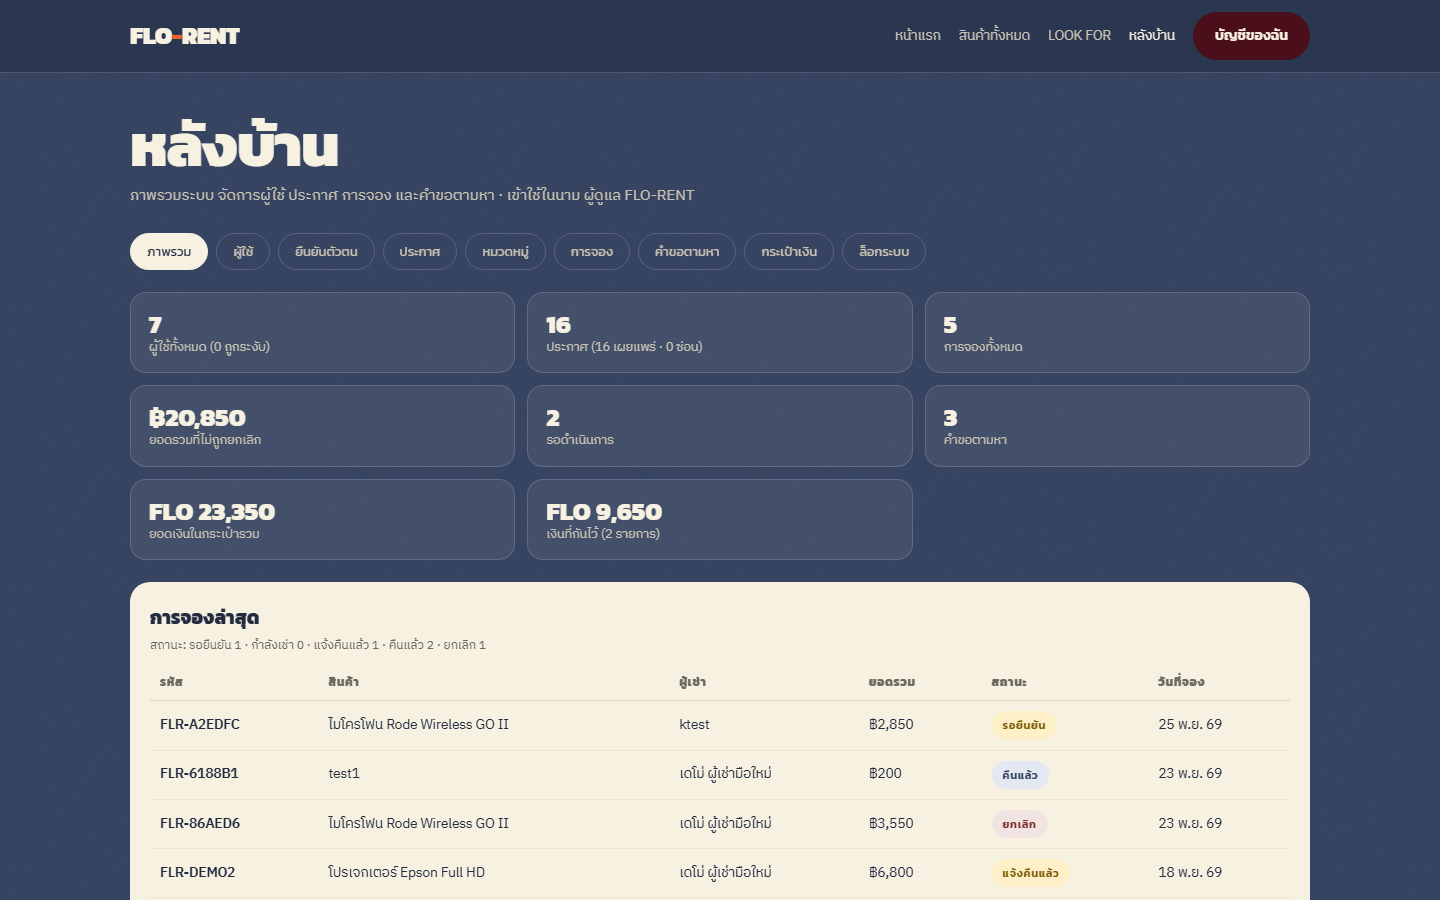 FLO-RENT
หน้าแรก สินค้าทั้งหมด LOOK FOR หลังบ้าน บัญชีของฉัน
หลังบ้าน
ภาพรวมระบบ จัดการผู้ใช้ ประกาศ การจอง และคำขอตามหา · เข้าใช้ในนาม ผู้ดูแล FLO-RENT
ภาพรวม ผู้ใช้ ยืนยันตัวตน ประกาศ หมวดหมู่ การจอง คำขอตามหา กระเป๋าเงิน ล็อกระบบ
7
ผู้ใช้ทั้งหมด (0 ถูกระงับ)
16
ประกาศ (16 เผยแพร่ · 0 ซ่อน)
5
การจองทั้งหมด
฿20,850
ยอดรวมที่ไม่ถูกยกเลิก
2
รอดำเนินการ
3
คำขอตามหา
FLO 23,350
ยอดเงินในกระเป๋ารวม
FLO 9,650
เงินที่กันไว้ (2 รายการ)
การจองล่าสุด
สถานะ: รอยืนยัน 1 · กำลังเช่า 0 · แจ้งคืนแล้ว 1 · คืนแล้ว 2 · ยกเลิก 1
รหัส สินค้า ผู้เช่า ยอดรวม สถานะ วันที่จอง
FLR-A2EDFC ไมโครโฟน Rode Wireless GO II ktest ฿2,850 รอยืนยัน 25 พ.ย. 69
FLR-6188B1 test1 เดโม่ ผู้เช่ามือใหม่ ฿200 คืนแล้ว 23 พ.ย. 69
FLR-86AED6 ไมโครโฟน Rode Wireless GO II เดโม่ ผู้เช่ามือใหม่ ฿3,550 ยกเลิก 23 พ.ย. 69
FLR-DEMO2 โปรเจกเตอร์ Epson Full HD เดโม่ ผู้เช่ามือใหม่ ฿6,800 แจ้งคืนแล้ว 18 พ.ย. 69